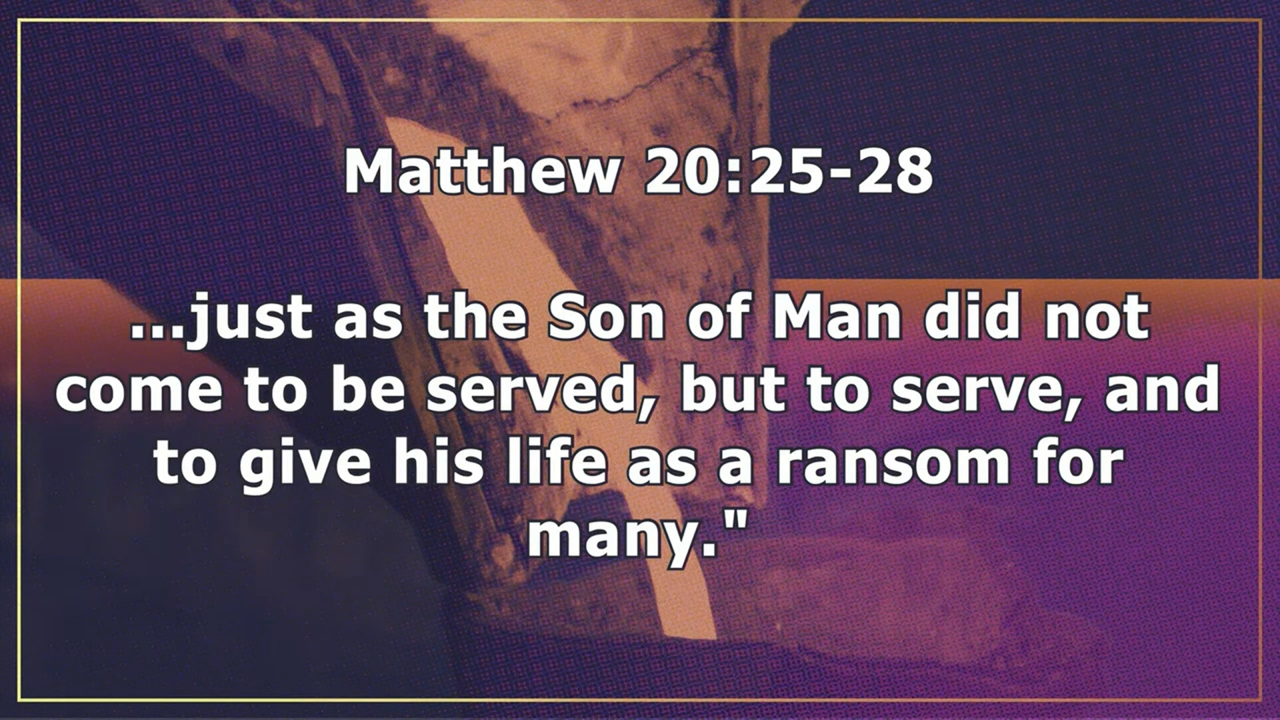 Matthew 20:25-28
...just as the Son of Man did not
come to be served, but to serve, and
to give his life as a ransom for
many."